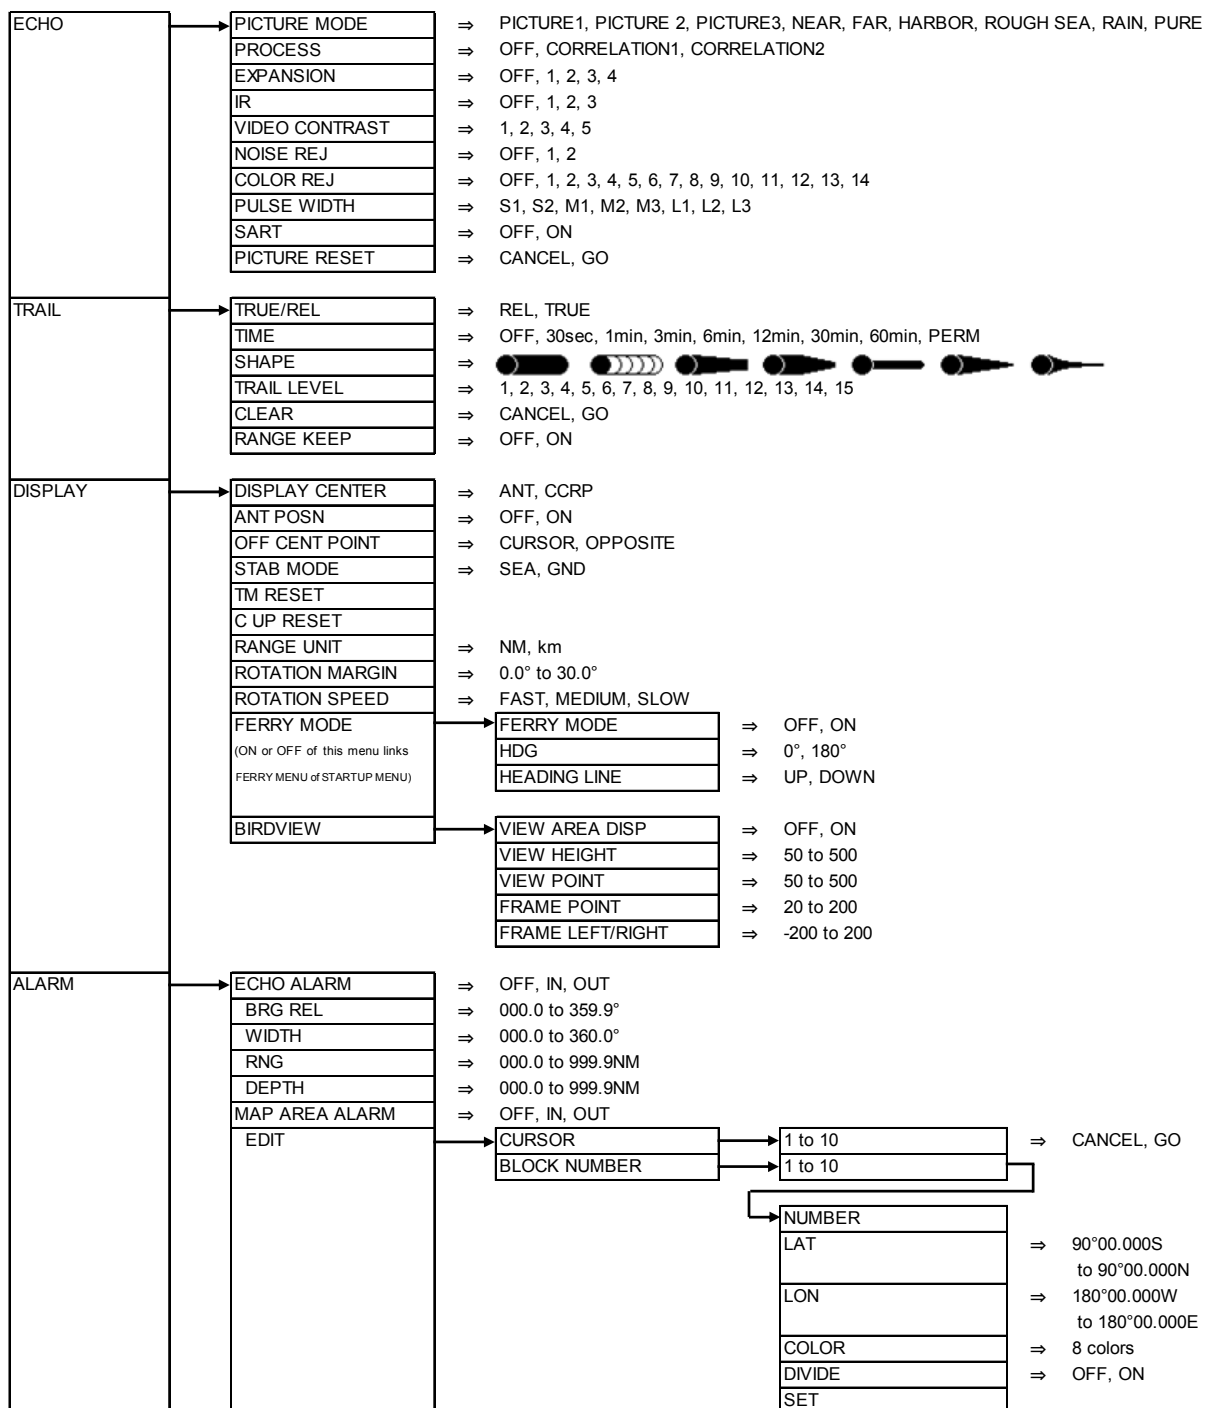 ECHO PICTURE MODE ⇒ PICTURE1, PICTURE 2, PICTURE3, NEAR, FAR, HARBOR, ROUGH SEA, RAIN, PURE
PROCESS ⇒ OFF, CORRELATION1, CORRELATION2
EXPANSION ⇒ OFF, 1, 2, 3, 4
IR ⇒ OFF, 1, 2, 3
VIDEO CONTRAST ⇒ 1, 2, 3, 4, 5
NOISE REJ ⇒ OFF, 1, 2
COLOR REJ ⇒ OFF, 1, 2, 3, 4, 5, 6, 7, 8, 9, 10, 11, 12, 13, 14
PULSE WIDTH ⇒ S1, S2, M1, M2, M3, L1, L2, L3
SART ⇒ OFF, ON
PICTURE RESET ⇒ CANCEL, GO
TRAIL TRUE/REL ⇒ REL, TRUE
TIME ⇒ OFF, 30sec, 1min, 3min, 6min, 12min, 30min, 60min, PERM
SHAPE ⇒
TRAIL LEVEL ⇒ 1, 2, 3, 4, 5, 6, 7, 8, 9, 10, 11, 12, 13, 14, 15
CLEAR ⇒ CANCEL, GO
RANGE KEEP ⇒ OFF, ON
DISPLAY DISPLAY CENTER ⇒ ANT, CCRP
ANT POSN ⇒ OFF, ON
OFF CENT POINT ⇒ CURSOR, OPPOSITE
STAB MODE ⇒ SEA, GND
TM RESET
C UP RESET
RANGE UNIT ⇒ NM, km
ROTATION MARGIN ⇒ 0.0° to 30.0°
ROTATION SPEED ⇒ FAST, MEDIUM, SLOW
FERRY MODE FERRY MODE ⇒ OFF, ON
(ON or OFF of this menu links HDG ⇒ 0°, 180°
FERRY MENU of STARTUP MENU) HEADING LINE ⇒ UP, DOWN
BIRDVIEW VIEW AREA DISP ⇒ OFF, ON
VIEW HEIGHT ⇒ 50 to 500
VIEW POINT ⇒ 50 to 500
FRAME POINT ⇒ 20 to 200
FRAME LEFT/RIGHT ⇒ -200 to 200
ALARM ECHO ALARM ⇒ OFF, IN, OUT
BRG REL ⇒ 000.0 to 359.9°
WIDTH ⇒ 000.0 to 360.0°
RNG ⇒ 000.0 to 999.9NM
DEPTH ⇒ 000.0 to 999.9NM
MAP AREA ALARM ⇒ OFF, IN, OUT
EDIT CURSOR 1 to 10 ⇒ CANCEL, GO
BLOCK NUMBER 1 to 10
NUMBER
LAT ⇒ 90°00.000S
to 90°00.000N
LON ⇒ 180°00.000W
to 180°00.000E
COLOR ⇒ 8 colors
DIVIDE ⇒ OFF, ON
SET